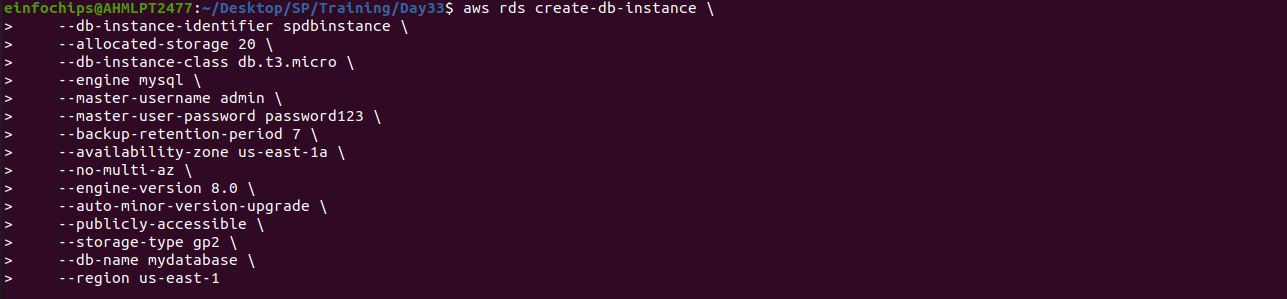 einfochips@AHMLPT2477:~/Desktop/SP/Training/Day33$ aws rds create-db-instance \
>     --db-instance-identifier spdbinstance \
>     --allocated-storage 20 \
>     --db-instance-class db.t3.micro \
>     --engine mysql \
>     --master-username admin \
>     --master-user-password password123 \
>     --backup-retention-period 7 \
>     --availability-zone us-east-1a \
>     --no-multi-az \
>     --engine-version 8.0 \
>     --auto-minor-version-upgrade \
>     --publicly-accessible \
>     --storage-type gp2 \
>     --db-name mydatabase \
>     --region us-east-1